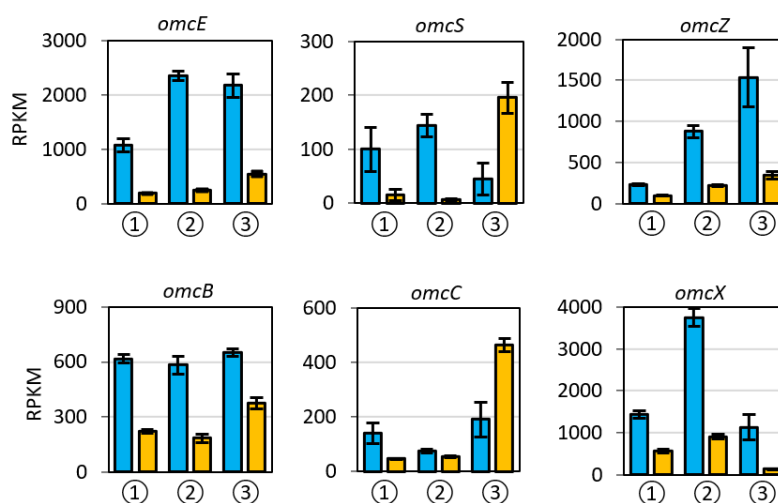 omcE
omcS
omcZ
RPKM
3000
2000
1000
0
① ② ③
300
200
100
0
① ② ③
2000
1500
1000
500
0
① ② ③
omcB
omcC
omcX
RPKM
900
600
300
0
① ② ③
600
400
200
0
① ② ③
4000
3000
2000
1000
0
① ② ③